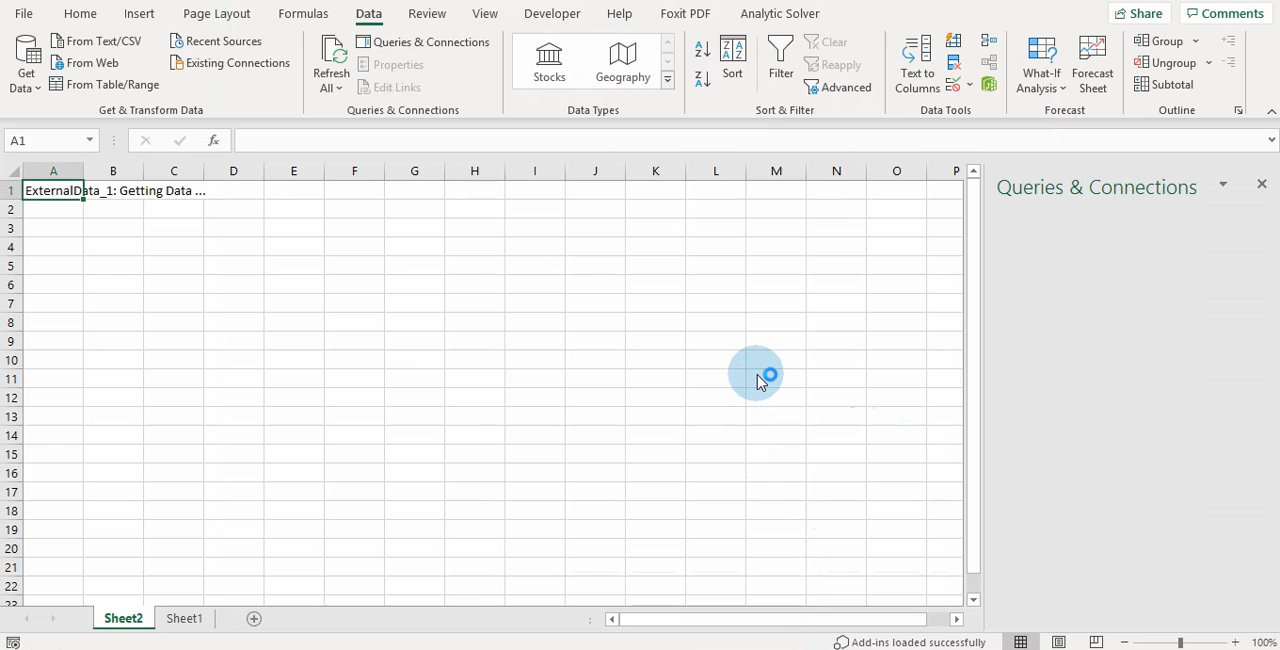 File Home Insert Page Layout Formulas Data Review View Developer Help Foxit PDF Analytic Solver Share Comments
Get Data
From Text/CSV
From Web
From Table/Range
Recent Sources
Existing Connections
Get & Transform Data
Refresh All
Queries & Connections
Properties
Edit Links
Queries & Connections
Stocks
Geography
Data Types
Sort
Filter
Clear
Reapply
Advanced
Sort & Filter
Text to Columns
Data Tools
What-If Analysis
Forecast Sheet
Forecast
Group
Ungroup
Subtotal
Outline
A1
fx
A B C D E F G H I J K L M N O P
1 ExternalData_1: Getting Data ...
2
3
4
5
6
7
8
9
10
11
12
13
14
15
16
17
18
19
20
21
22
23
Queries & Connections
Sheet2 Sheet1
Add-ins loaded successfully
100%